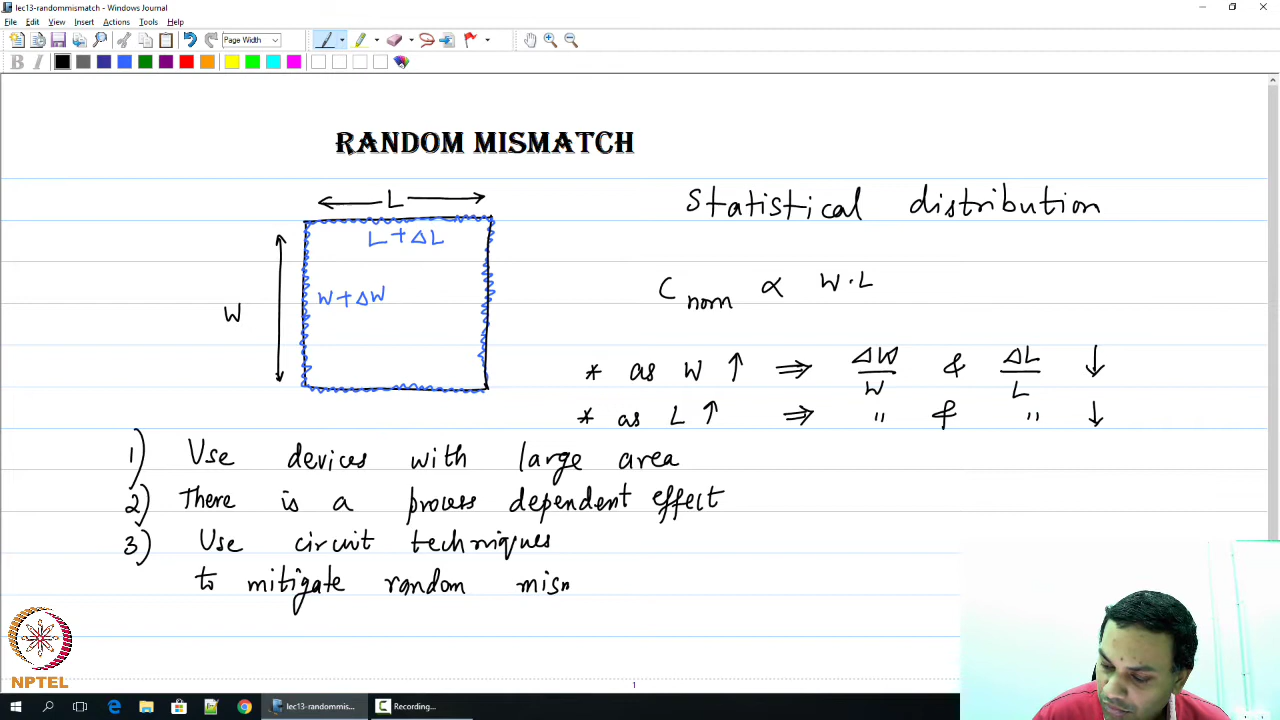 lec13-randommismatch - Windows Journal
File Edit View Insert Actions Tools Help
Page Width
B I
RANDOM MISMATCH
L
Statistical distribution
L + ΔL
W + ΔW
W
C nom ∝ W·L
* as W ↑ ⇒ ΔW/W & ΔL/L ↓
* as L ↑ ⇒ " & " ↓
1) Use devices with large area
2) There is a process dependent effect
3) Use circuit techniques
to mitigate random mism
NPTEL
1
lec13-randommis...
Recording...